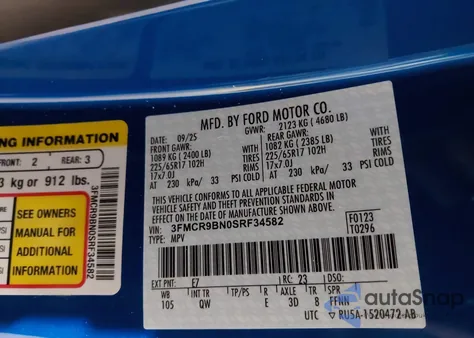 ING INFORMATION
FRONT: 2 REAR: 3
3 kg or 912 lbs.
SEE OWNERS
MANUAL FOR
ADDITIONAL
INFORMATION
3FMCR9BN0SRF34582
MFD. BY FORD MOTOR CO.
DATE: 09/25 GVWR: 2123 KG ( 4680 LB)
FRONT GAWR: REAR GAWR:
1089 KG ( 2400 LB) WITH 1082 KG ( 2385 LB) WITH
225/65R17 102H TIRES 225/65R17 102H TIRES
17x7.0J RIMS 17x7.0J RIMS
AT 230 kPa/ 33 PSI COLD AT 230 kPa/ 33 PSI COLD
THIS VEHICLE CONFORMS TO ALL APPLICABLE FEDERAL MOTOR
VEHICLE SAFETY AND THEFT PREVENTION STANDARDS IN EFFECT ON THE DATE OF MANUFACTURE
SHOWN ABOVE.
VIN: 3FMCR9BN0SRF34582
TYPE: MPV
F0123
T0296
EXT PNT: E7 RC: 23 DSO:
WB INT TR TP/PS R AXLE TR SPR
105 QW E 3D 8 FFNN
UTC RU5A-1520472-AB
autoSnap